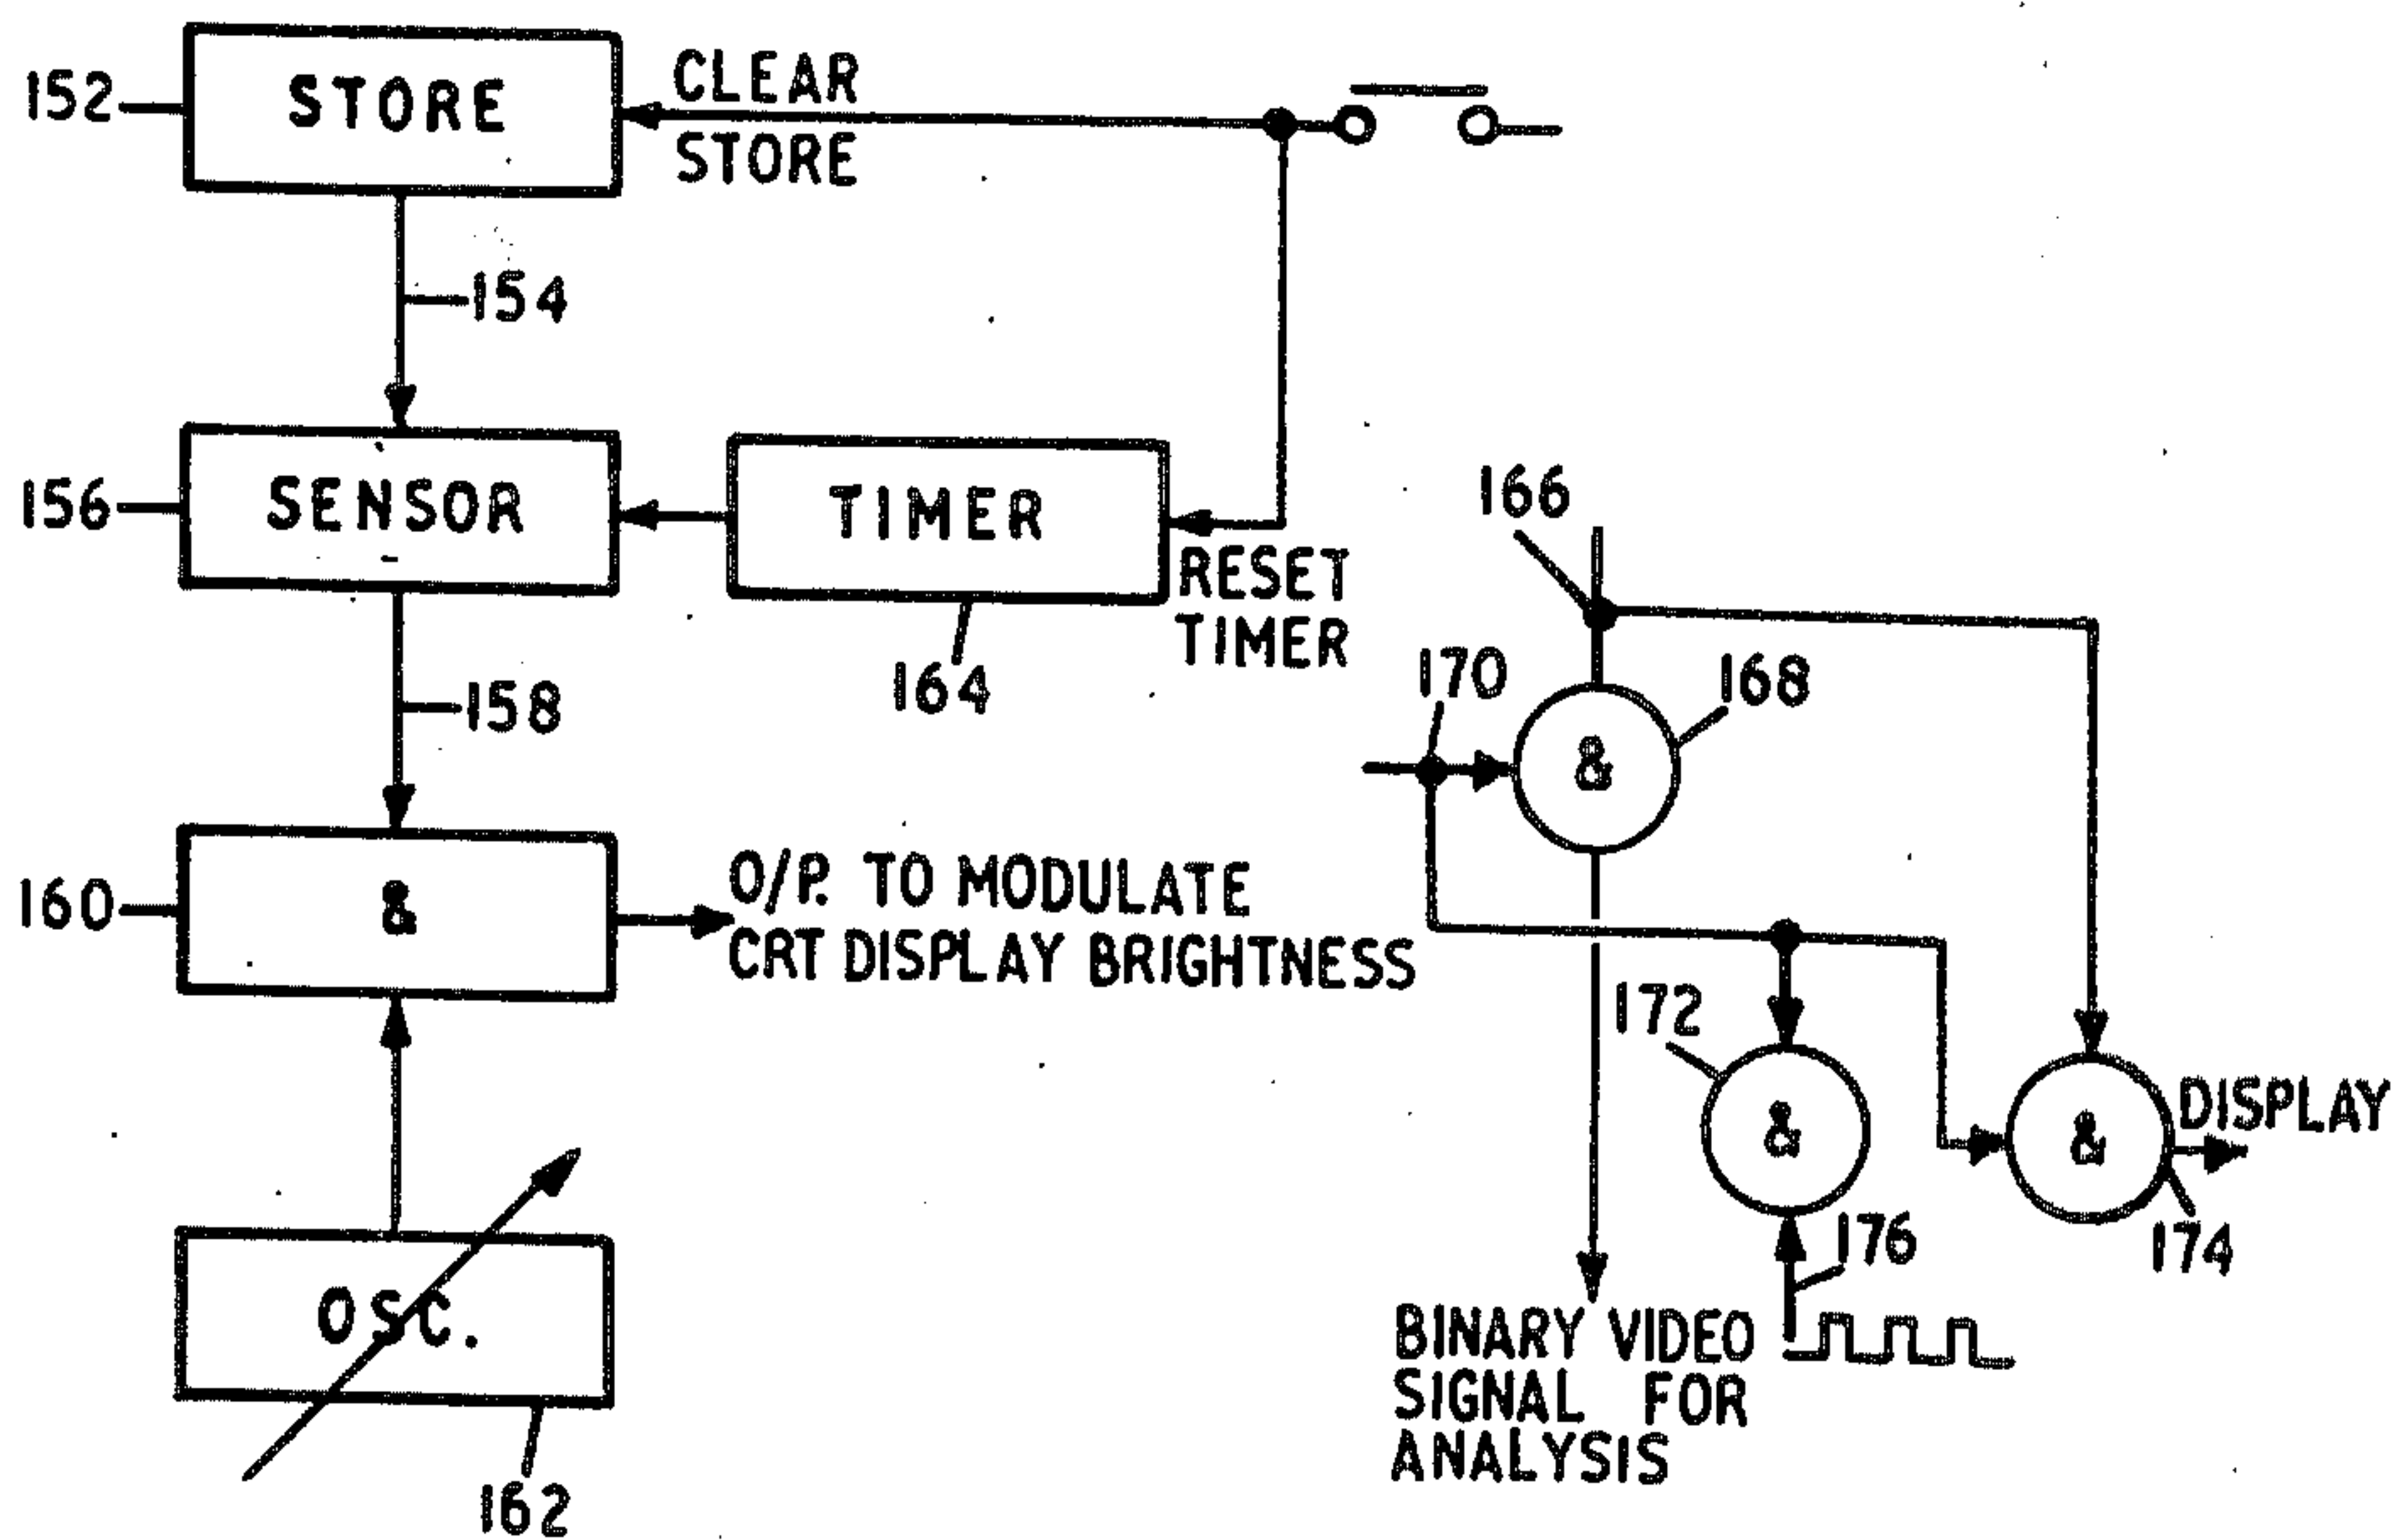 152
STORE
CLEAR
STORE
154
156
SENSOR
TIMER
RESET
TIMER
164
158
160
&
O/P. TO MODULATE
CRT DISPLAY BRIGHTNESS
OSC.
162
166
170
168
&
172
&
&
DISPLAY
174
176
BINARY VIDEO
SIGNAL FOR
ANALYSIS